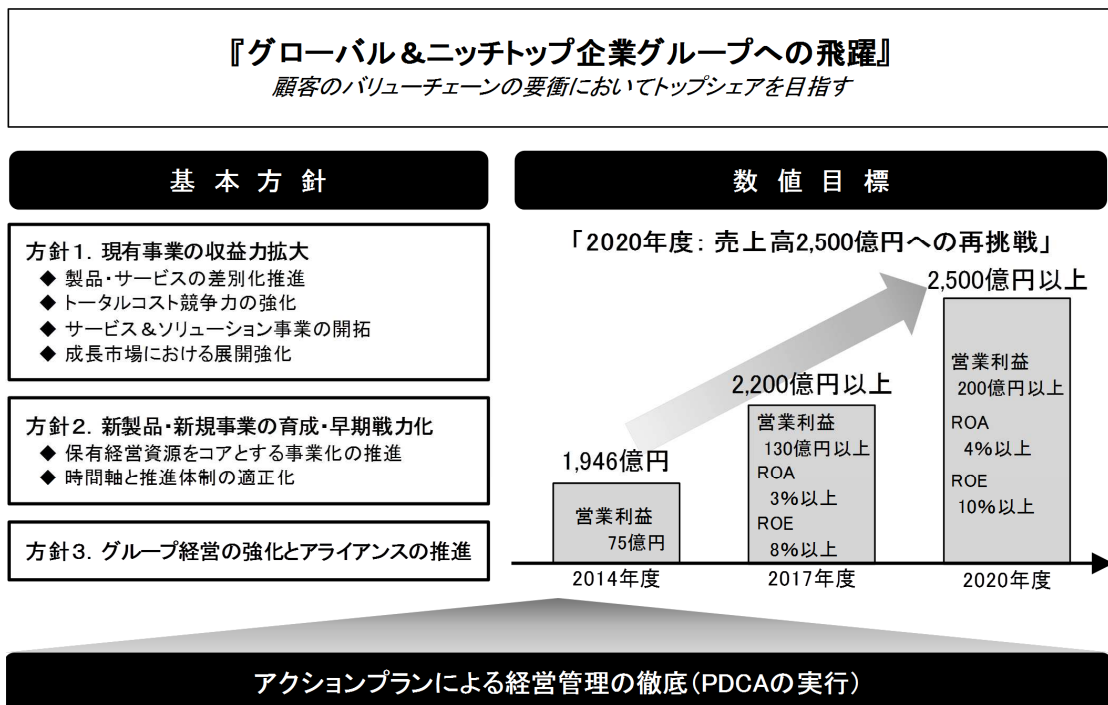 『グローバル＆ニッチトップ企業グループへの飛躍』
顧客のバリューチェーンの要衝においてトップシェアを目指す
基本方針
方針１．現有事業の収益力拡大
◆ 製品・サービスの差別化推進
◆ トータルコスト競争力の強化
◆ サービス＆ソリューション事業の開拓
◆ 成長市場における展開強化
方針２．新製品・新規事業の育成・早期戦力化
◆ 保有経営資源をコアとする事業化の推進
◆ 時間軸と推進体制の適正化
方針３．グループ経営の強化とアライアンスの推進
数値目標
「2020年度：売上高2,500億円への再挑戦」
1,946億円
営業利益
75億円
2014年度
2,200億円以上
営業利益
130億円以上
ROA
3%以上
ROE
8%以上
2017年度
2,500億円以上
営業利益
200億円以上
ROA
4%以上
ROE
10%以上
2020年度
アクションプランによる経営管理の徹底（PDCAの実行）